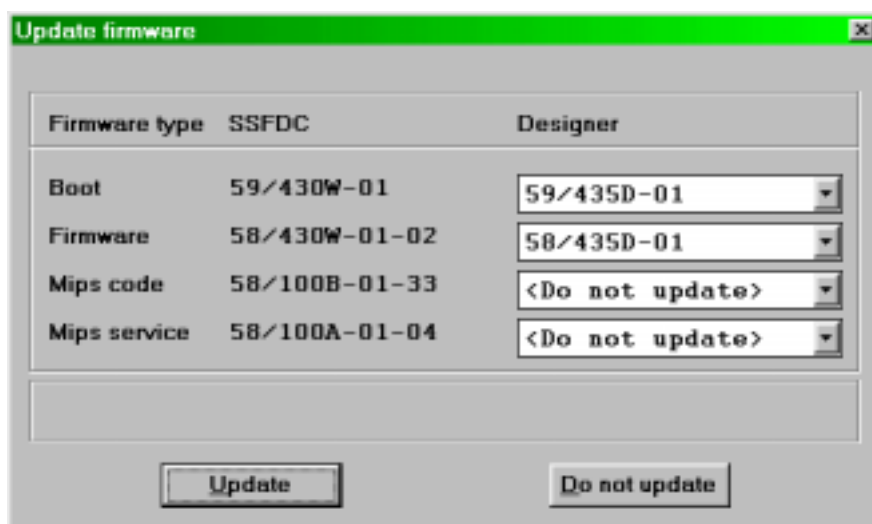 Update firmware
Firmware type SSFDC Designer
Boot 59/430W-01 59/435D-01
Firmware 58/430W-01-02 58/435D-01
Mips code 58/100B-01-33 <Do not update>
Mips service 58/100A-01-04 <Do not update>
Update Do not update